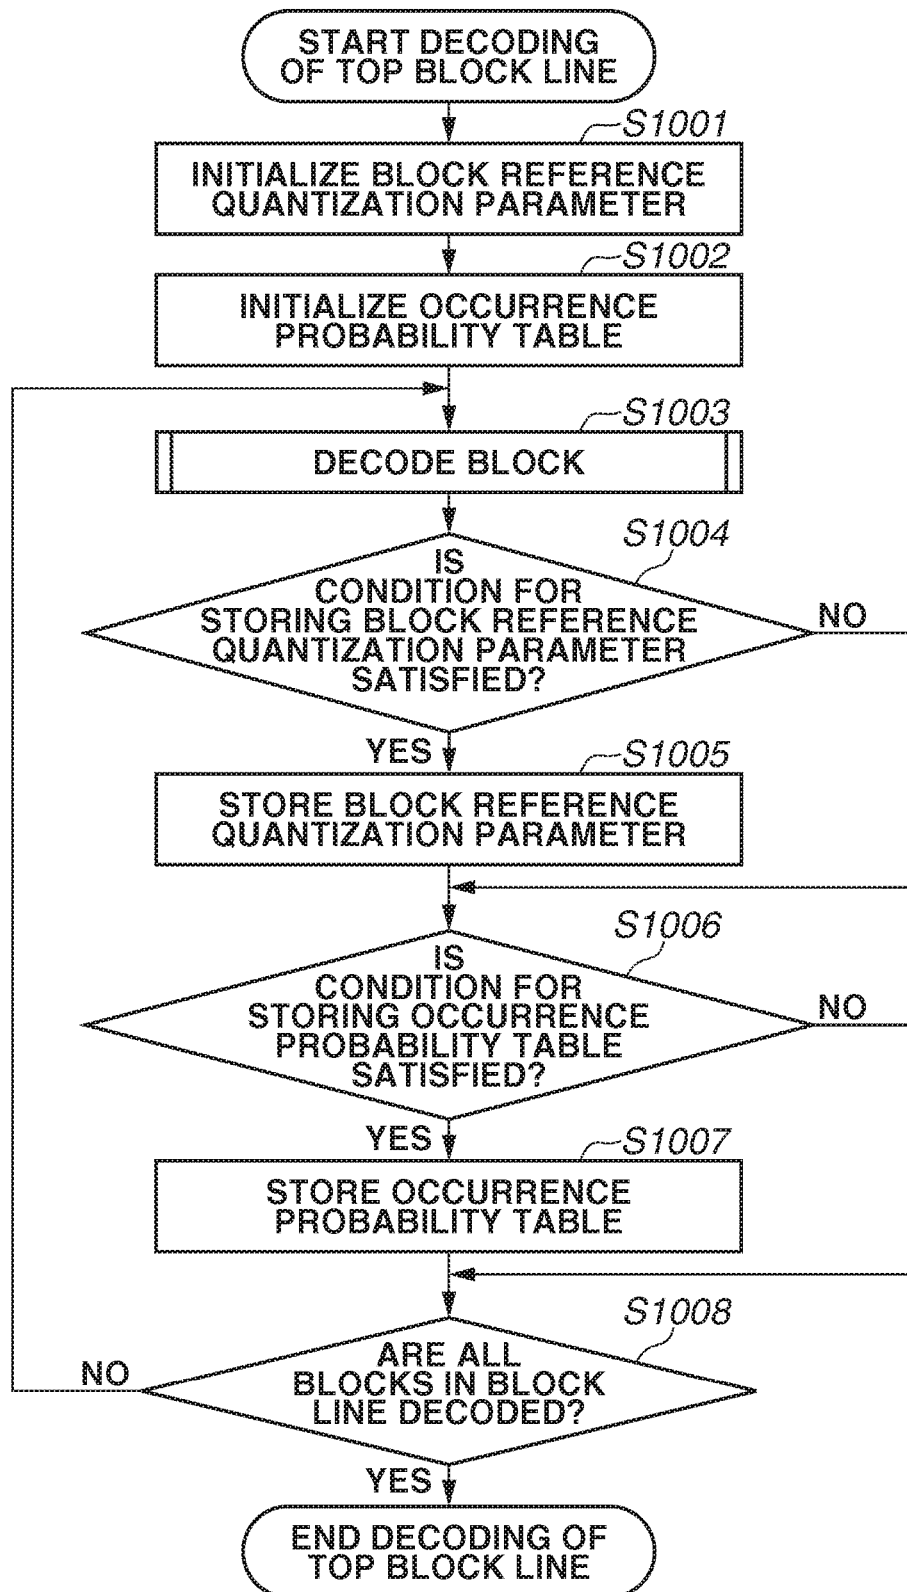 START DECODING
OF TOP BLOCK LINE
S1001
INITIALIZE BLOCK REFERENCE
QUANTIZATION PARAMETER
S1002
INITIALIZE OCCURRENCE
PROBABILITY TABLE
S1003
DECODE BLOCK
S1004
IS
CONDITION FOR
STORING BLOCK REFERENCE
QUANTIZATION PARAMETER
SATISFIED?
NO
YES
S1005
STORE BLOCK REFERENCE
QUANTIZATION PARAMETER
S1006
IS
CONDITION FOR
STORING OCCURRENCE
PROBABILITY TABLE
SATISFIED?
NO
YES
S1007
STORE OCCURRENCE
PROBABILITY TABLE
S1008
ARE ALL
BLOCKS IN BLOCK
LINE DECODED?
NO
YES
END DECODING OF
TOP BLOCK LINE